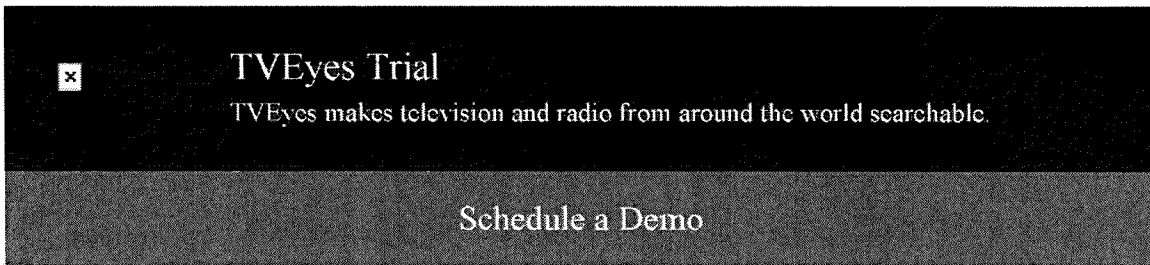 TVEyes Trial
TVEyes makes television and radio from around the world searchable.
Schedule a Demo